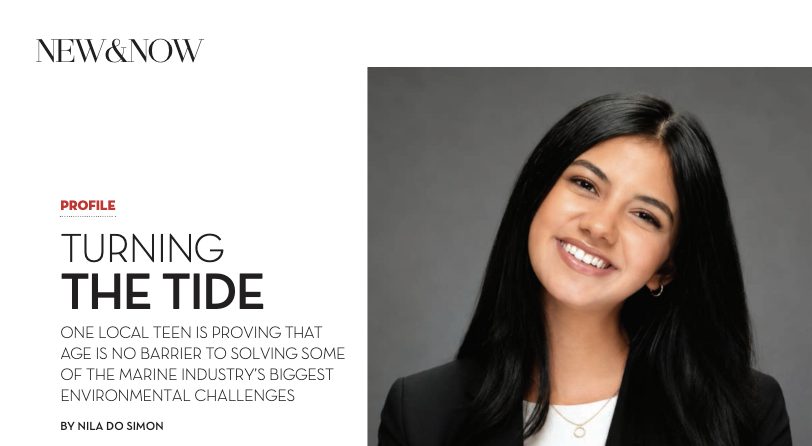 NEW&NOW
PROFILE
TURNING
THE TIDE
ONE LOCAL TEEN IS PROVING THAT
AGE IS NO BARRIER TO SOLVING SOME
OF THE MARINE INDUSTRY'S BIGGEST
ENVIRONMENTAL CHALLENGES
BY NILA DO SIMON